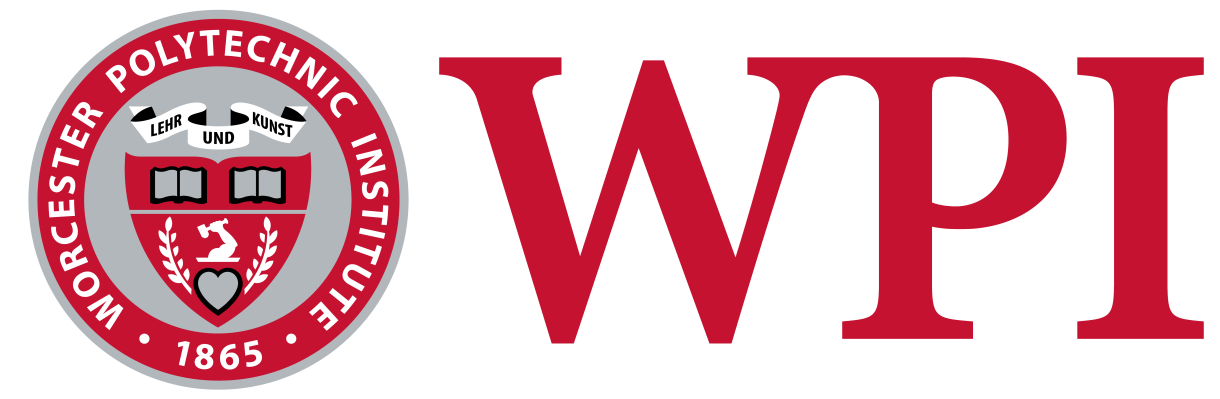 WORCESTER POLYTECHNIC INSTITUTE
LEHR UND KUNST
• 1865 •
WPI